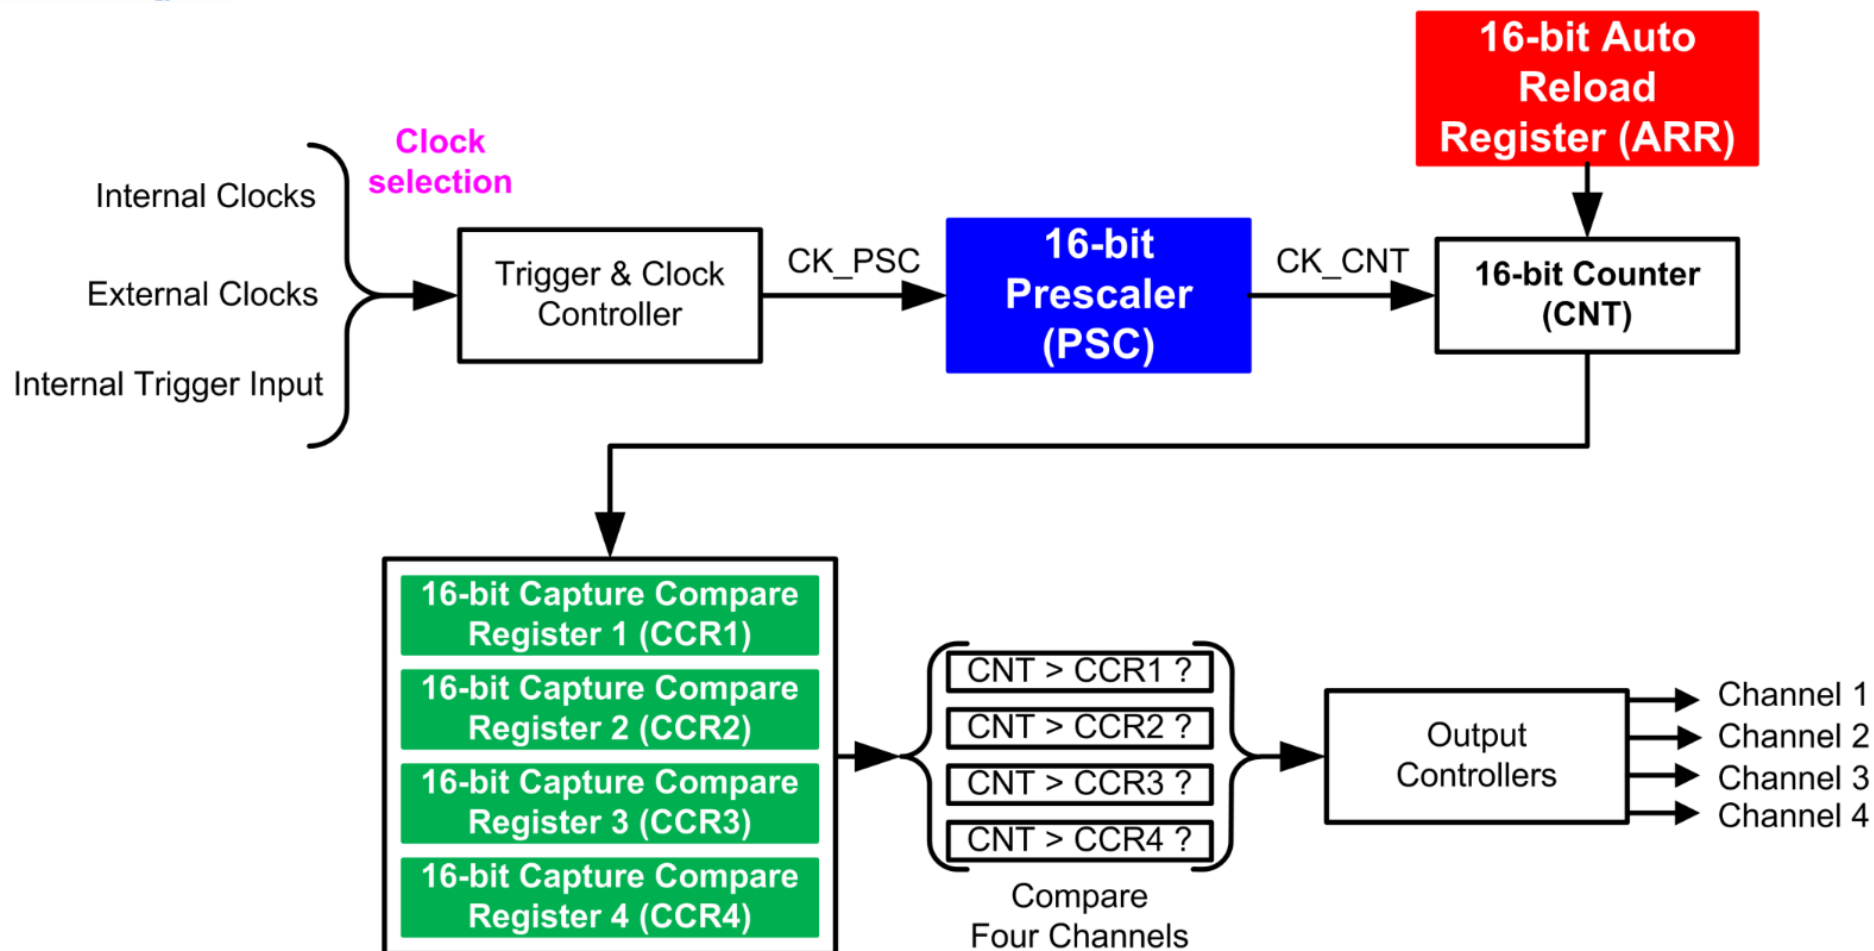 16-bit Auto
Reload
Register (ARR)
Clock
selection
Internal Clocks
External Clocks
Internal Trigger Input
Trigger & Clock
Controller
CK_PSC
16-bit
Prescaler
(PSC)
CK_CNT
16-bit Counter
(CNT)
16-bit Capture Compare
Register 1 (CCR1)
16-bit Capture Compare
Register 2 (CCR2)
16-bit Capture Compare
Register 3 (CCR3)
16-bit Capture Compare
Register 4 (CCR4)
CNT > CCR1 ?
CNT > CCR2 ?
CNT > CCR3 ?
CNT > CCR4 ?
Compare
Four Channels
Output
Controllers
Channel 1
Channel 2
Channel 3
Channel 4